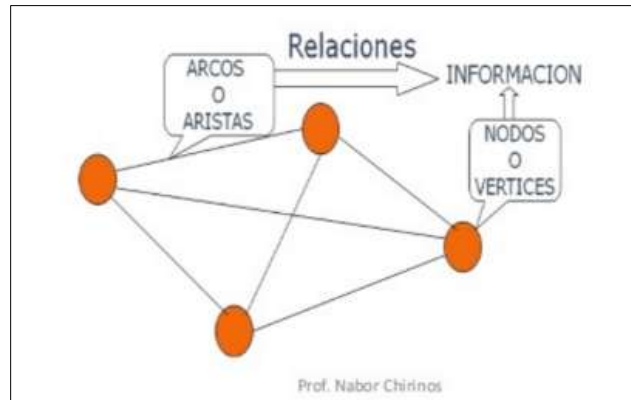 Relaciones
ARCOS
O
ARISTAS
INFORMACION
NODOS
O
VERTICES
Prof. Nabor Chirinos